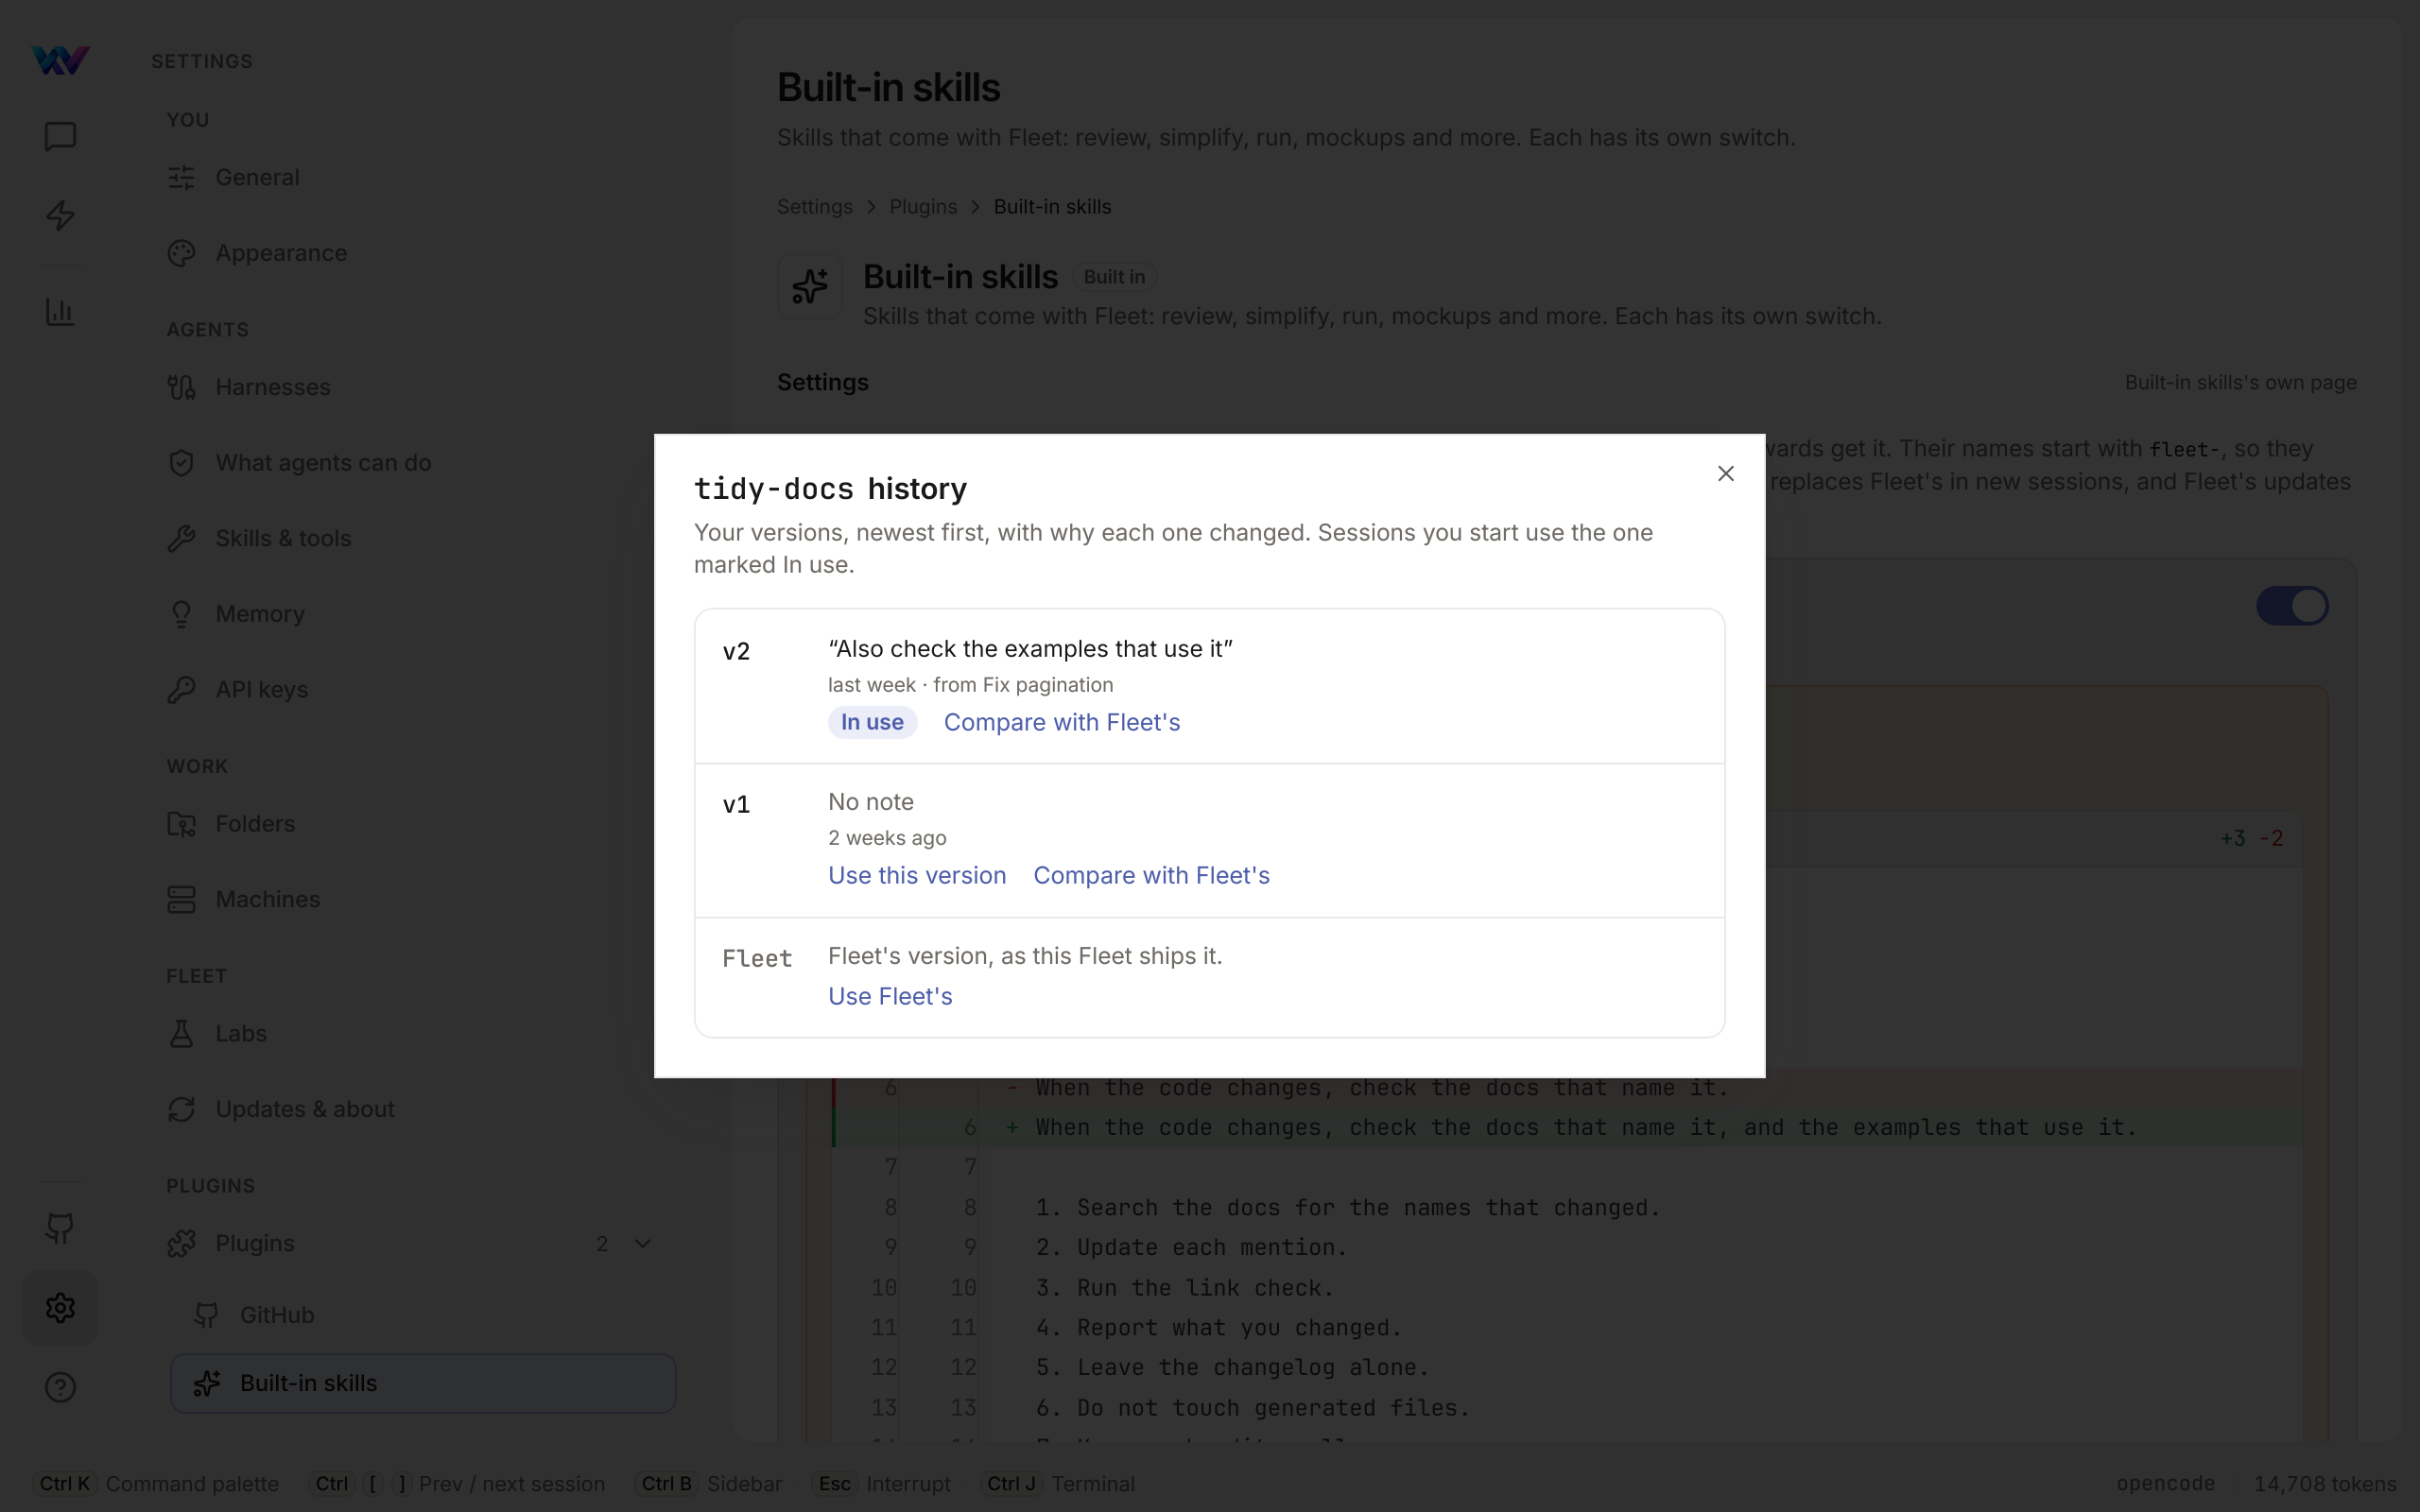 SETTINGS
YOU
General
Appearance
AGENTS
Harnesses
What agents can do
Skills & tools
Memory
API keys
WORK
Folders
Machines
FLEET
Labs
Updates & about
PLUGINS
Plugins 2
GitHub
Built-in skills
Built-in skills
Skills that come with Fleet: review, simplify, run, mockups and more. Each has its own switch.
Settings > Plugins > Built-in skills
Built-in skills Built in
Skills that come with Fleet: review, simplify, run, mockups and more. Each has its own switch.
Settings Built-in skills's own page
get it. Their names start with fleet-, so they
replaces Fleet's in new sessions, and Fleet's updates
tidy-docs history
Your versions, newest first, with why each one changed. Sessions you start use the one
marked In use.
v2 “Also check the examples that use it”
last week · from Fix pagination
In use Compare with Fleet's
v1 No note
2 weeks ago
Use this version Compare with Fleet's
Fleet Fleet's version, as this Fleet ships it.
Use Fleet's
+3 -2
6 - When the code changes, check the docs that name it.
6 + When the code changes, check the docs that name it, and the examples that use it.
7 7
8 8 1. Search the docs for the names that changed.
9 9 2. Update each mention.
10 10 3. Run the link check.
11 11 4. Report what you changed.
12 12 5. Leave the changelog alone.
13 13 6. Do not touch generated files.
Ctrl K Command palette Ctrl [ ] Prev / next session Ctrl B Sidebar Esc Interrupt Ctrl J Terminal
opencode 14,708 tokens